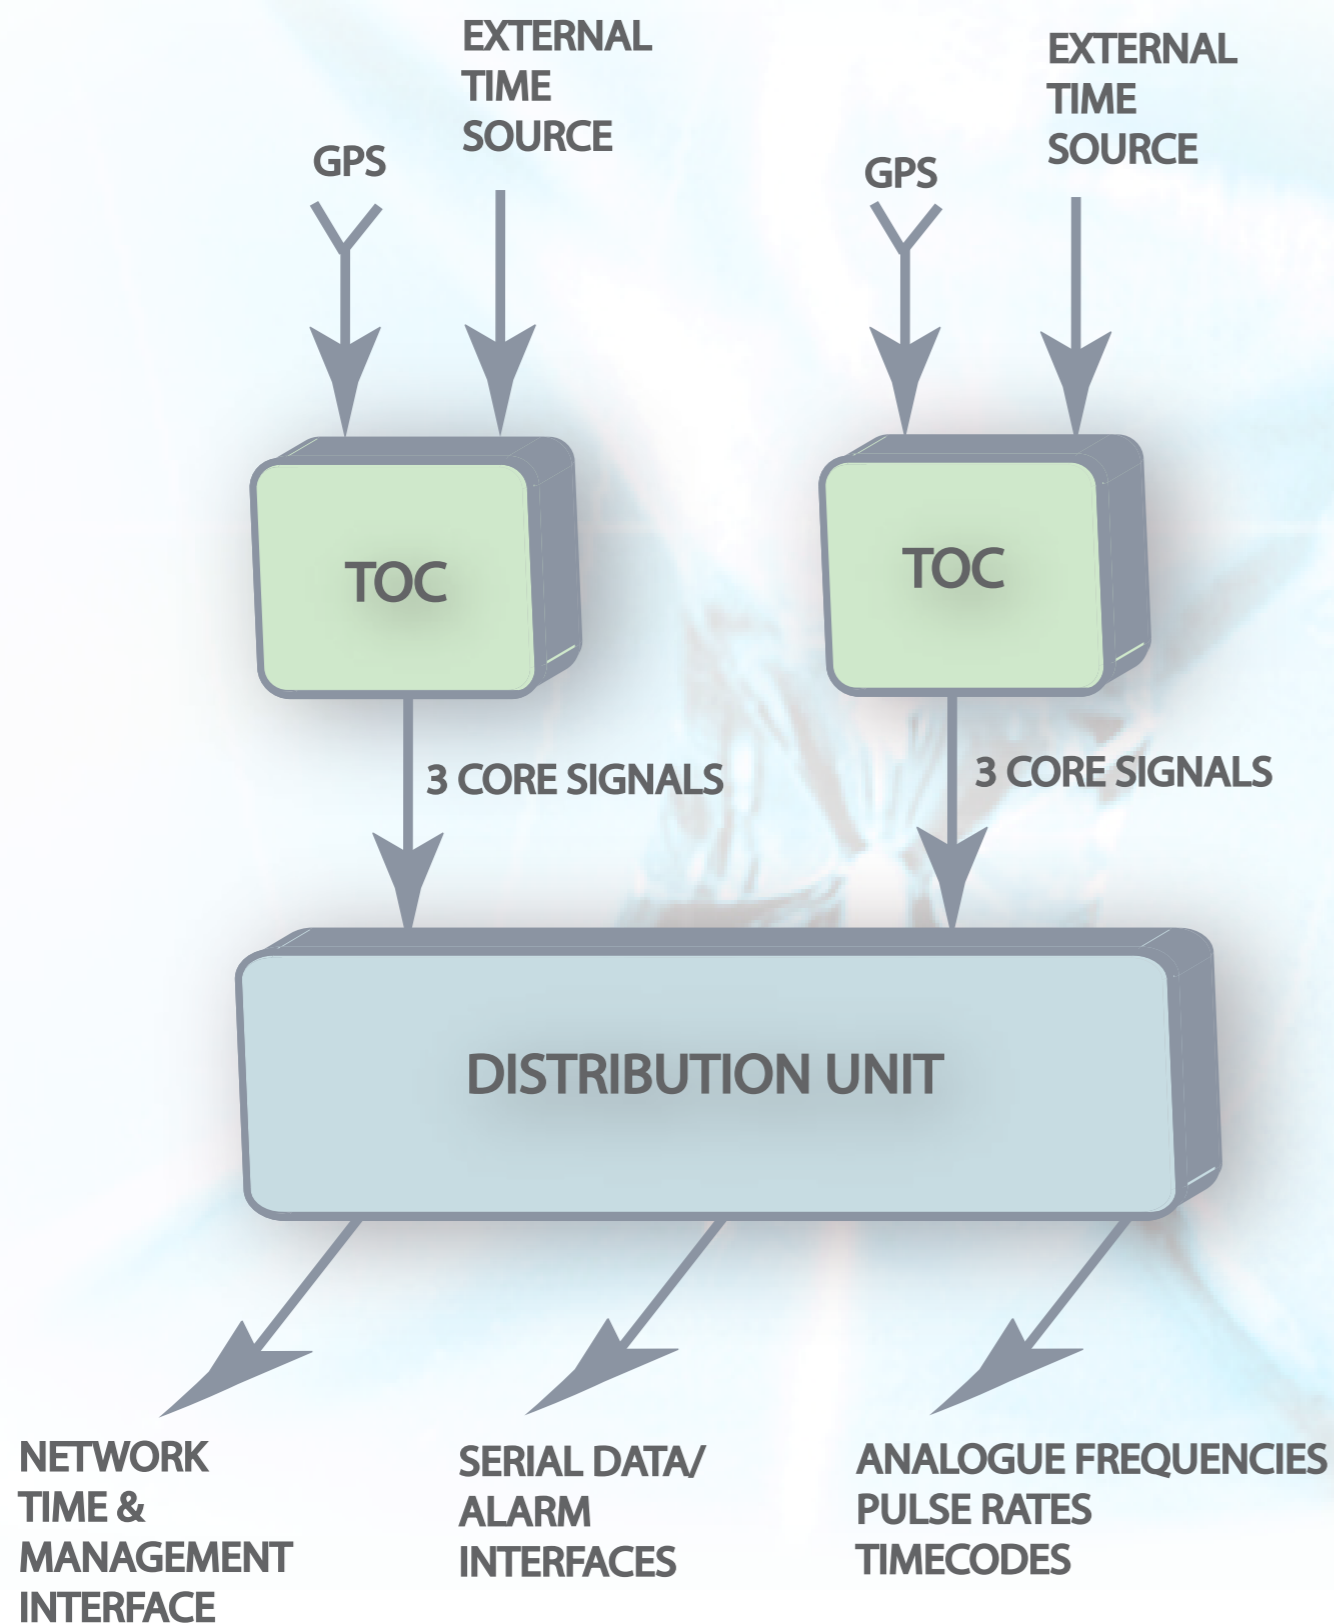 EXTERNAL
TIME
SOURCE
GPS
EXTERNAL
TIME
SOURCE
GPS
TOC
TOC
3 CORE SIGNALS
3 CORE SIGNALS
DISTRIBUTION UNIT
NETWORK
TIME &
MANAGEMENT
INTERFACE
SERIAL DATA/
ALARM
INTERFACES
ANALOGUE FREQUENCIES
PULSE RATES
TIMECODES